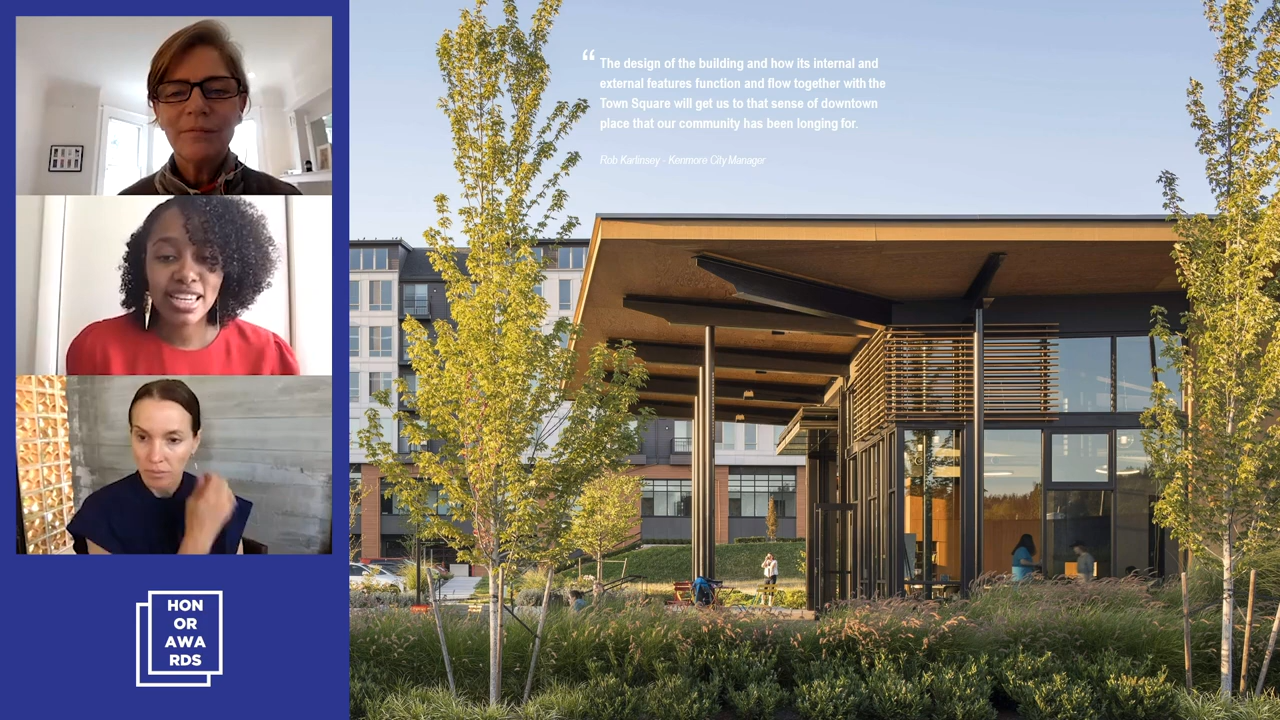 “ The design of the building and how its internal and
external features function and flow together with the
Town Square will get us to that sense of downtown
place that our community has been longing for.
Rob Karlinsey - Kenmore City Manager
HON
OR
AWA
RDS